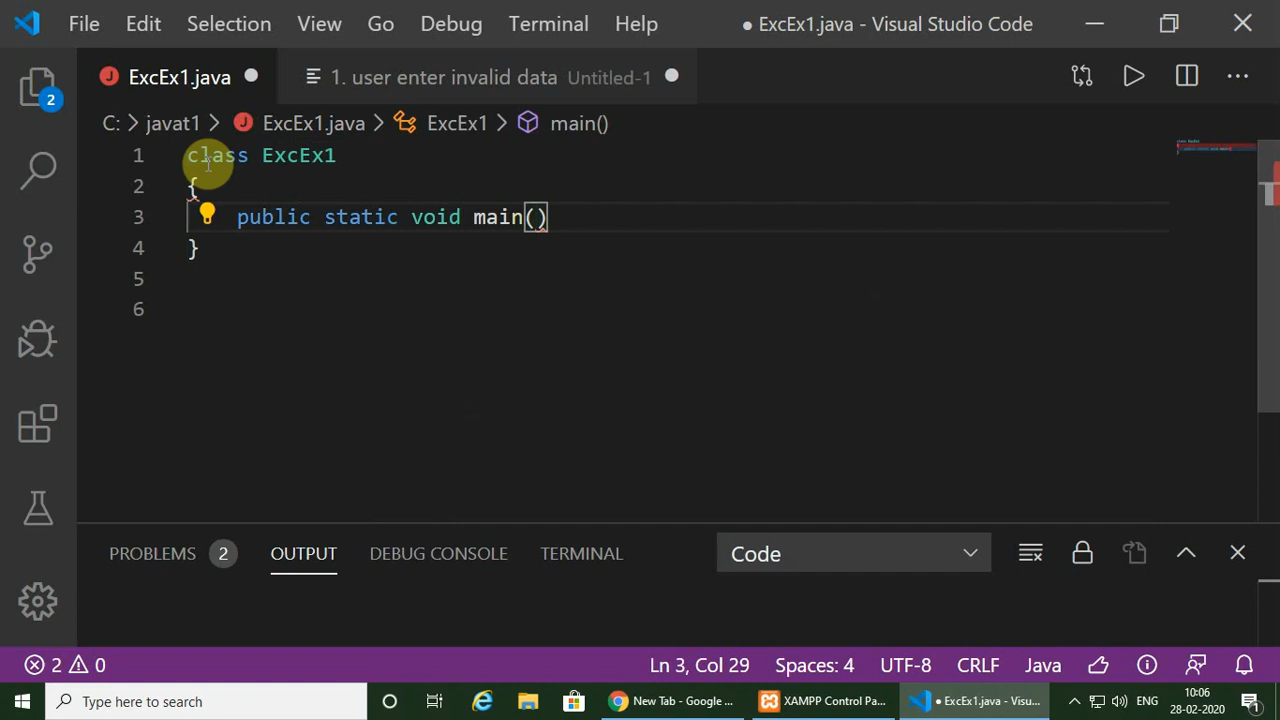 File Edit Selection View Go Debug Terminal Help ● ExcEx1.java - Visual Studio Code
ExcEx1.java 1. user enter invalid data Untitled-1
2
C: > javat1 > ExcEx1.java > ExcEx1 > main()
1 class ExcEx1
2 {
3 public static void main()
4 }
5
6
PROBLEMS 2 OUTPUT DEBUG CONSOLE TERMINAL Code
2 0 Ln 3, Col 29 Spaces: 4 UTF-8 CRLF Java
Type here to search New Tab - Google ... XAMPP Control Pa... ● ExcEx1.java - Visu... ENG 10:06
28-02-2020 1